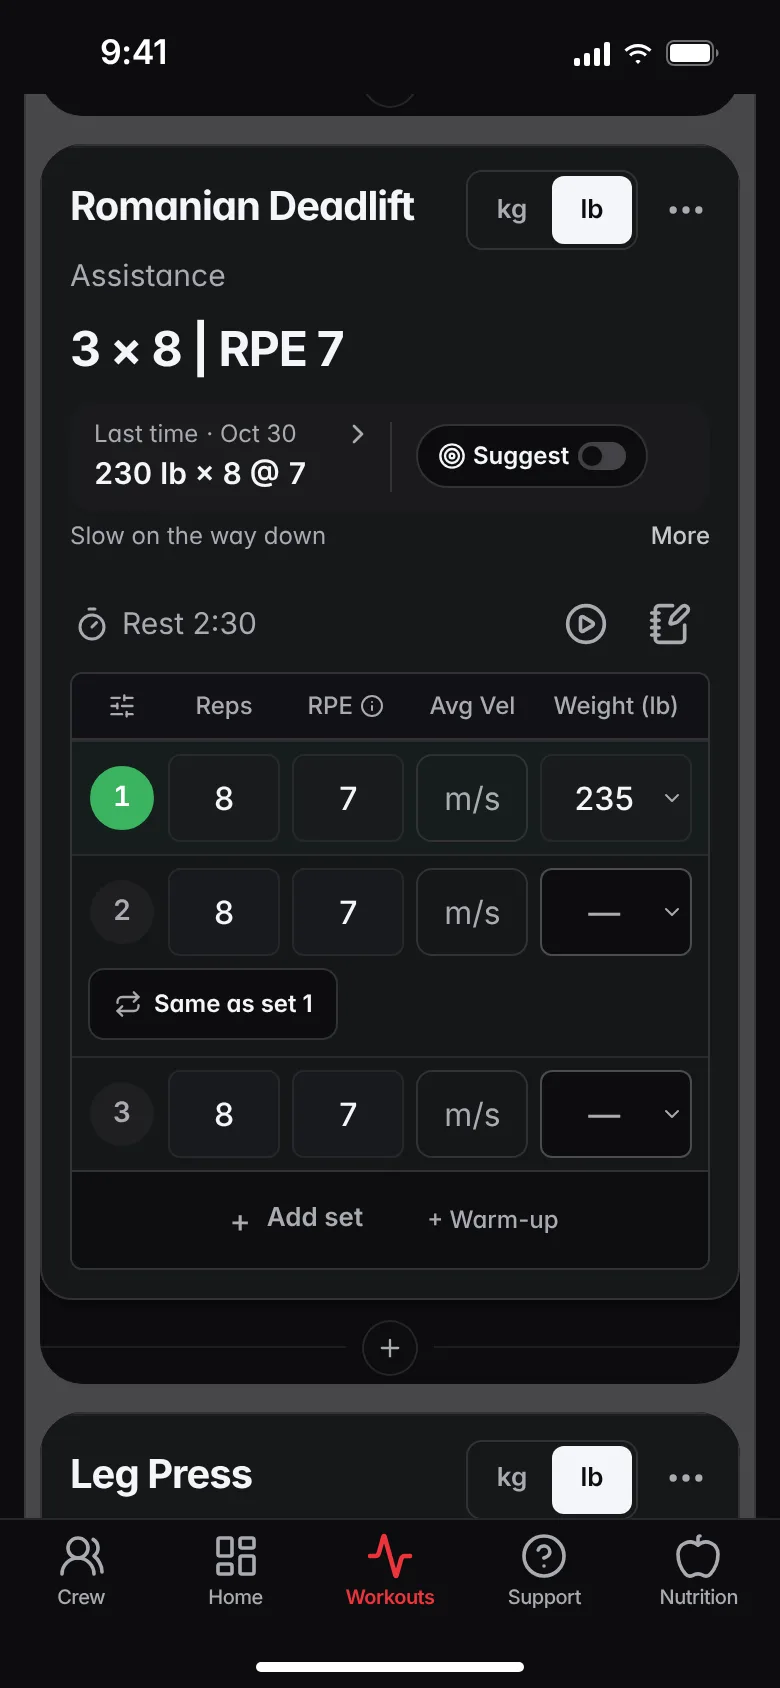 9:41
Romanian Deadlift
kg lb
Assistance
3 × 8 | RPE 7
Last time · Oct 30
230 lb × 8 @ 7
Suggest
Slow on the way down
More
Rest 2:30
Reps RPE Avg Vel Weight (lb)
1 8 7 m/s 235
2 8 7 m/s —
Same as set 1
3 8 7 m/s —
+ Add set + Warm-up
+
Leg Press
kg lb
Crew Home Workouts Support Nutrition